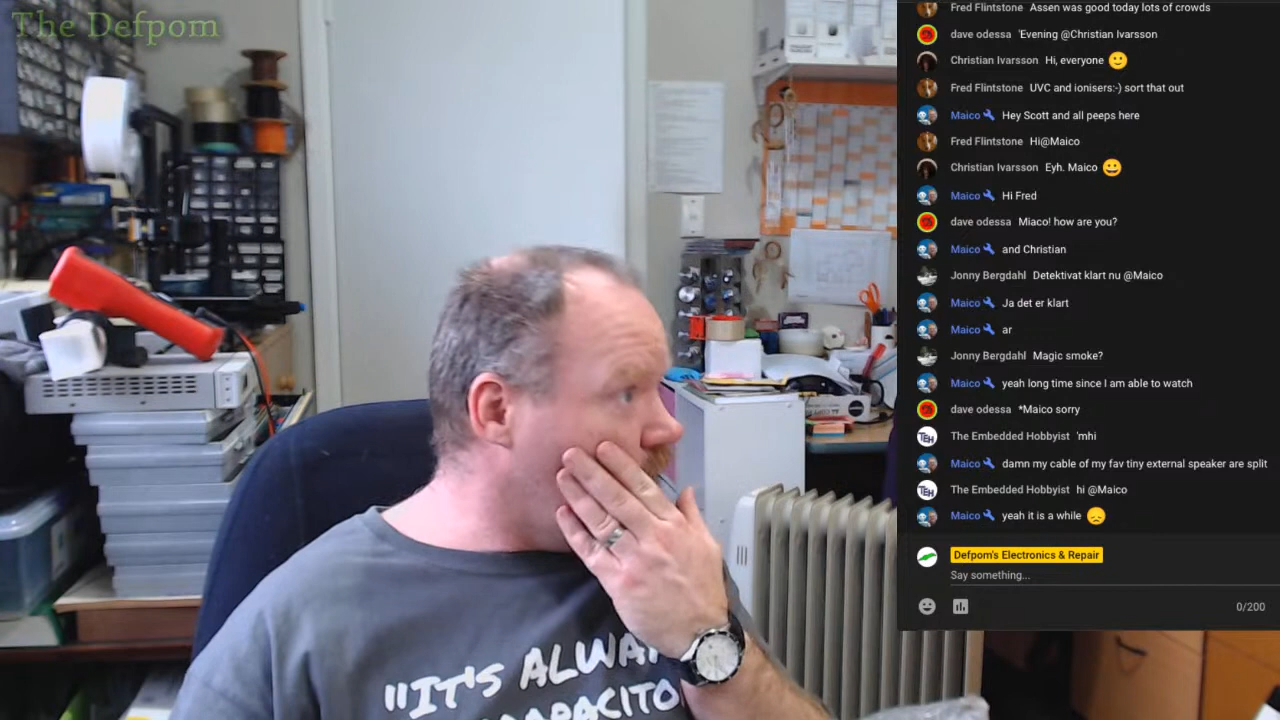 The Defpom
Fred Flintstone Assen was good today lots of crowds
dave odessa 'Evening @Christian Ivarsson
Christian Ivarsson Hi, everyone 🙂
Fred Flintstone UVC and ionisers:-) sort that out
Maico Hey Scott and all peeps here
Fred Flintstone Hi@Maico
Christian Ivarsson Eyh. Maico 😀
Maico Hi Fred
dave odessa Miaco! how are you?
Maico and Christian
Jonny Bergdahl Detektivat klart nu @Maico
Maico Ja det er klart
Maico ar
Jonny Bergdahl Magic smoke?
Maico yeah long time since I am able to watch
dave odessa *Maico sorry
TEH The Embedded Hobbyist 'mhi
Maico damn my cable of my fav tiny external speaker are split
TEH The Embedded Hobbyist hi @Maico
Maico yeah it is a while 😞
Defpom's Electronics & Repair
Say something...
0/200
"IT'S ALWAY